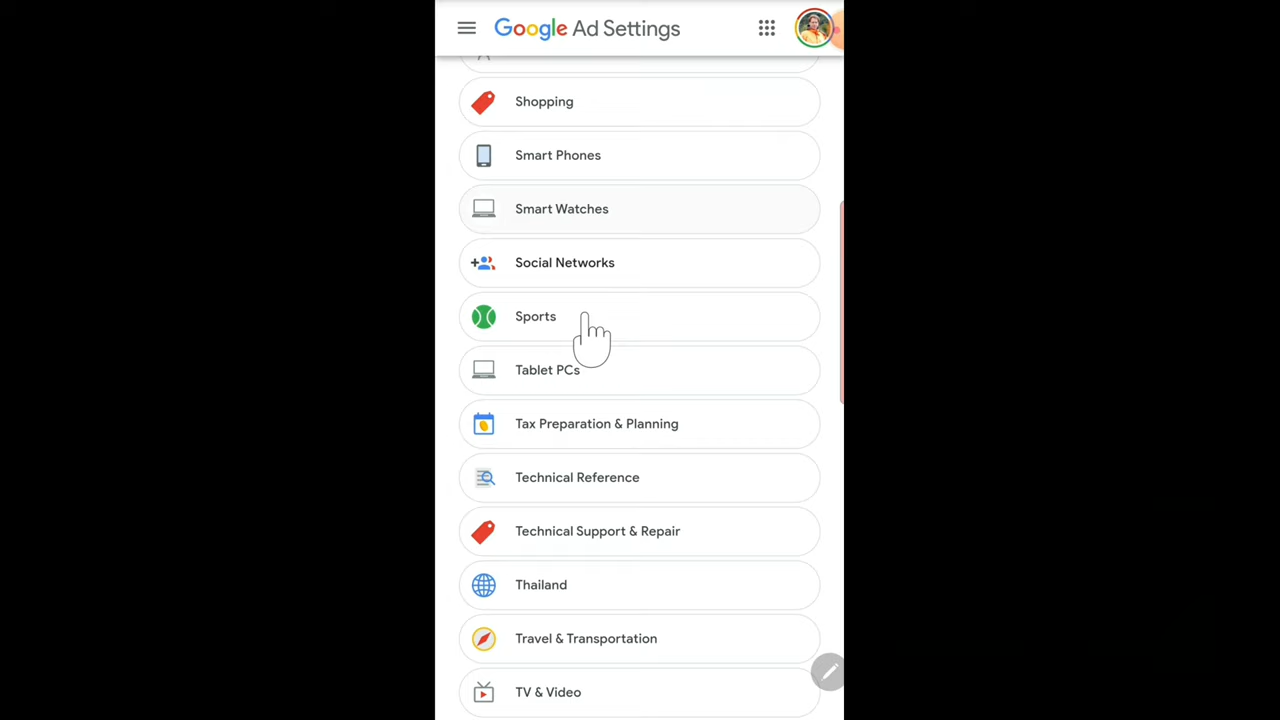 Google Ad Settings
Shopping
Smart Phones
Smart Watches
Social Networks
Sports
Tablet PCs
Tax Preparation & Planning
Technical Reference
Technical Support & Repair
Thailand
Travel & Transportation
TV & Video